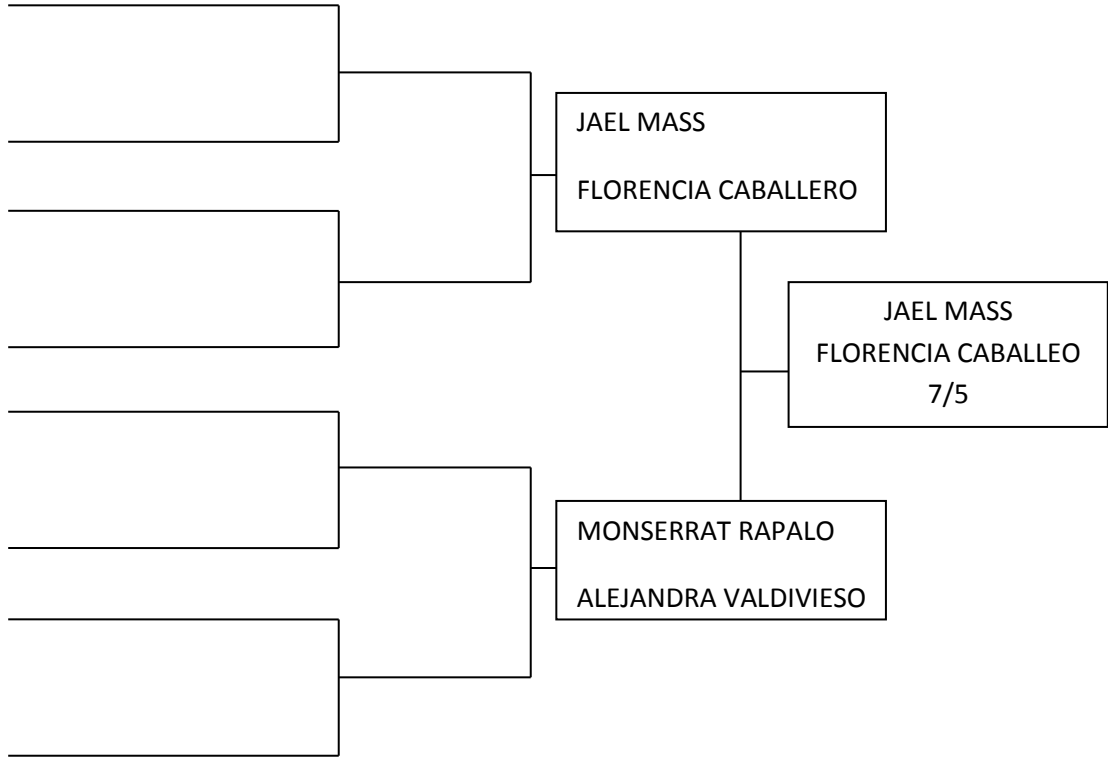 JAEL MASS
FLORENCIA CABALLERO
JAEL MASS
FLORENCIA CABALLEO
7/5
MONSERRAT RAPALO
ALEJANDRA VALDIVIESO